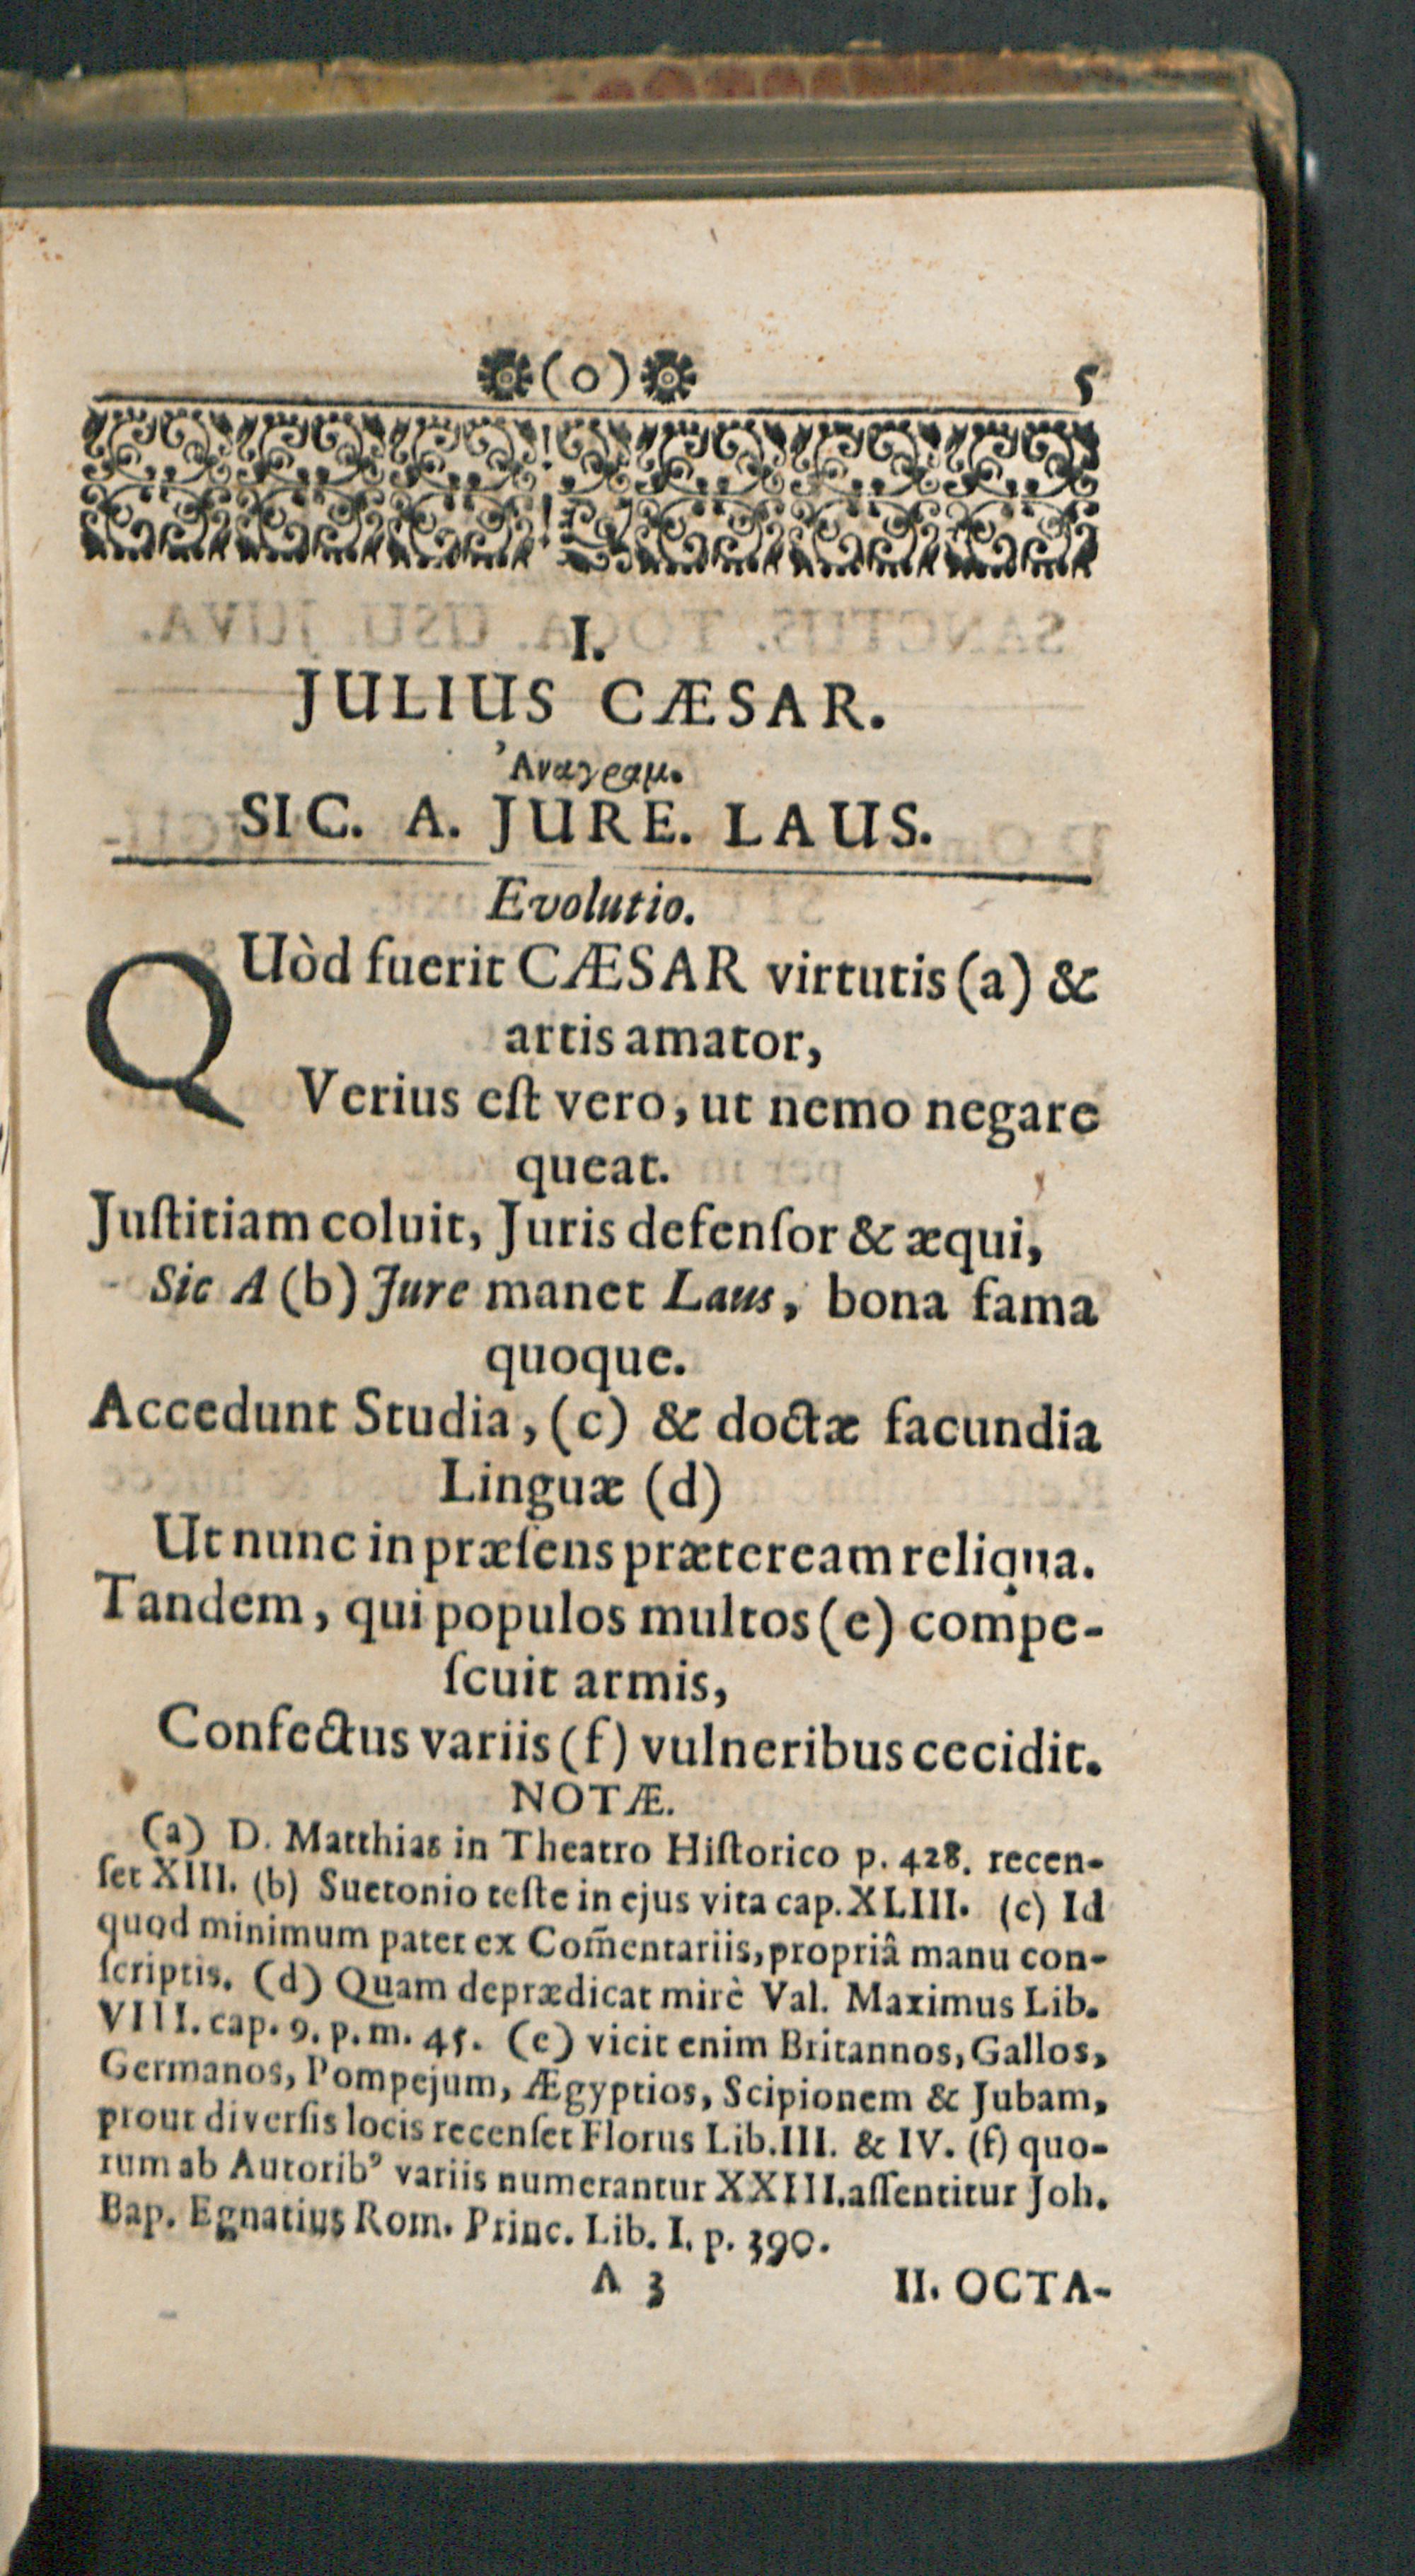 (o) 5
I.
JULIUS CÆSAR.
Ἀναγραμ.
SIC. A. JURE. LAUS.
Evolutio.
QUòd fuerit CÆSAR virtutis (a) &
artis amator,
Verius eſt vero, ut nemo negare
queat.
Juſtitiam coluit, Juris defenſor & æqui,
Sic A (b) Jure manet Laus, bona fama
quoque.
Accedunt Studia, (c) & doctæ facundia
Linguæ (d)
Ut nunc in præſens præteream reliqua.
Tandem, qui populos multos (e) compe-
ſcuit armis,
Confectus variis (f) vulneribus cecidit.
NOTÆ.
(a) D. Matthias in Theatro Hiſtorico p. 428. recen-
ſet XIII. (b) Suetonio teſte in ejus vita cap. XLIII. (c) Id
quod minimum patet ex Com̃entariis, propriâ manu con-
ſcriptis. (d) Quam deprædicat mirè Val. Maximus Lib.
VIII. cap. 9. p. m. 45. (e) vicit enim Britannos, Gallos,
Germanos, Pompejum, Ægyptios, Scipionem & Jubam,
prout diverſis locis recenſet Florus Lib. III. & IV. (f) quo-
rum ab Autorib⁹ variis numerantur XXIII. aſſentitur Joh.
Bap. Egnatius Rom. Princ. Lib. I. p. 390.
A 3 II. OCTA-